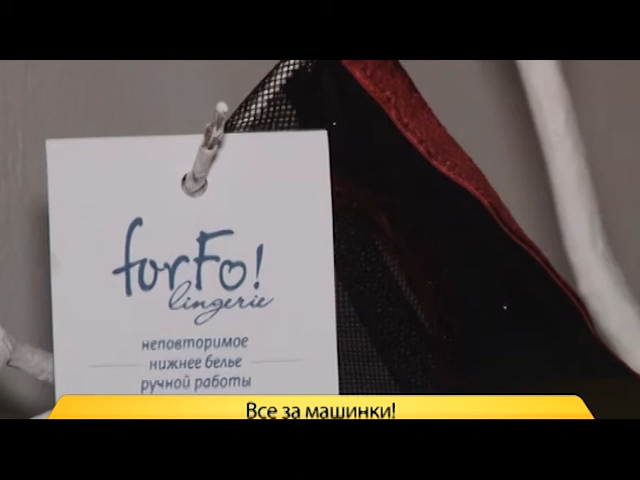 forFo!
lingerie
неповторимое
нижнее белье
ручной работы
Все за машинки!